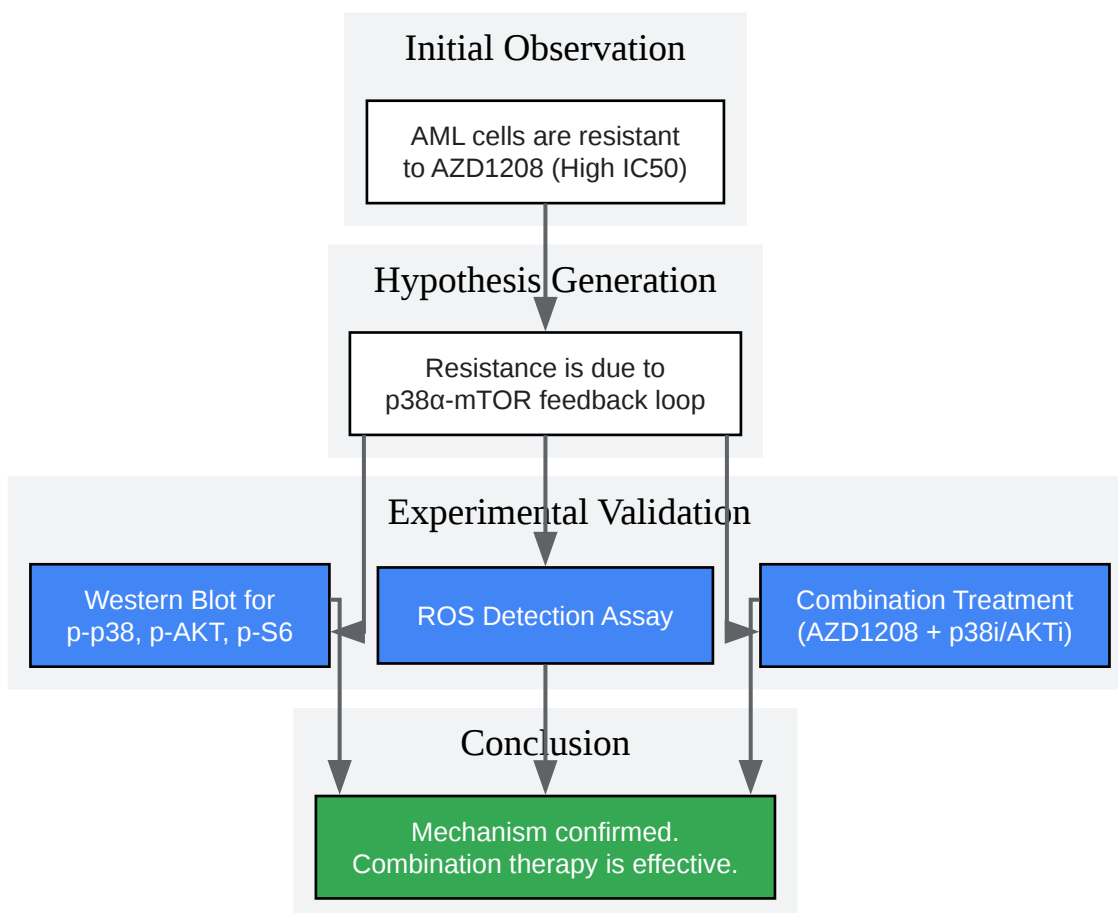 Initial Observation
AML cells are resistant
to AZD1208 (High IC50)
Hypothesis Generation
Resistance is due to
p38α-mTOR feedback loop
Experimental Validation
Western Blot for
p-p38, p-AKT, p-S6
ROS Detection Assay
Combination Treatment
(AZD1208 + p38i/AKTi)
Conclusion
Mechanism confirmed.
Combination therapy is effective.